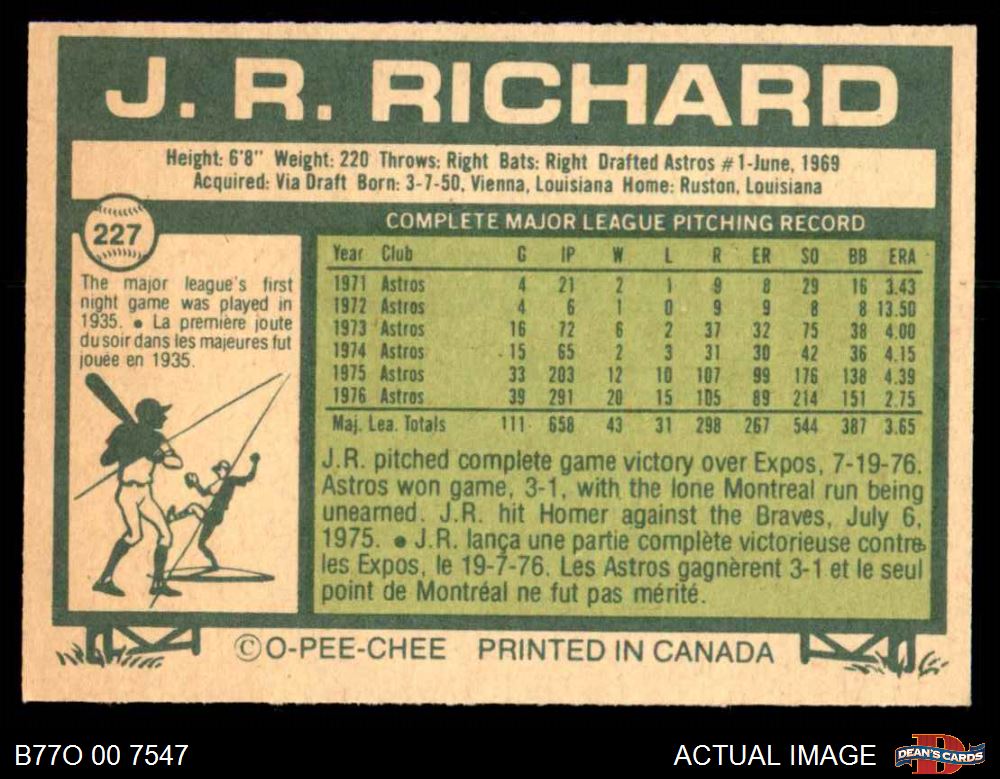 J. R. RICHARD
Height: 6'8" Weight: 220 Throws: Right Bats: Right Drafted Astros #1-June, 1969
Acquired: Via Draft Born: 3-7-50, Vienna, Louisiana Home: Ruston, Louisiana
227
The major league's first
night game was played in
1935. ● La première joute
du soir dans les majeures fut
jouée en 1935.
COMPLETE MAJOR LEAGUE PITCHING RECORD
Year Club G IP W L R ER SO BB ERA
1971 Astros 4 21 2 1 9 8 29 16 3.43
1972 Astros 4 6 1 0 9 9 8 8 13.50
1973 Astros 16 72 6 2 37 32 75 38 4.00
1974 Astros 15 65 2 3 31 30 42 36 4.15
1975 Astros 33 203 12 10 107 99 176 138 4.39
1976 Astros 39 291 20 15 105 89 214 151 2.75
Maj. Lea. Totals 111 658 43 31 298 267 544 387 3.65
J.R. pitched complete game victory over Expos, 7-19-76.
Astros won game, 3-1, with the lone Montreal run being
unearned. J.R. hit Homer against the Braves, July 6,
1975. ● J.R. lança une partie complète victorieuse contre
les Expos, le 19-7-76. Les Astros gagnèrent 3-1 et le seul
point de Montréal ne fut pas mérité.
©O-PEE-CHEE PRINTED IN CANADA
B77O 00 7547
ACTUAL IMAGE
DEAN'S CARDS